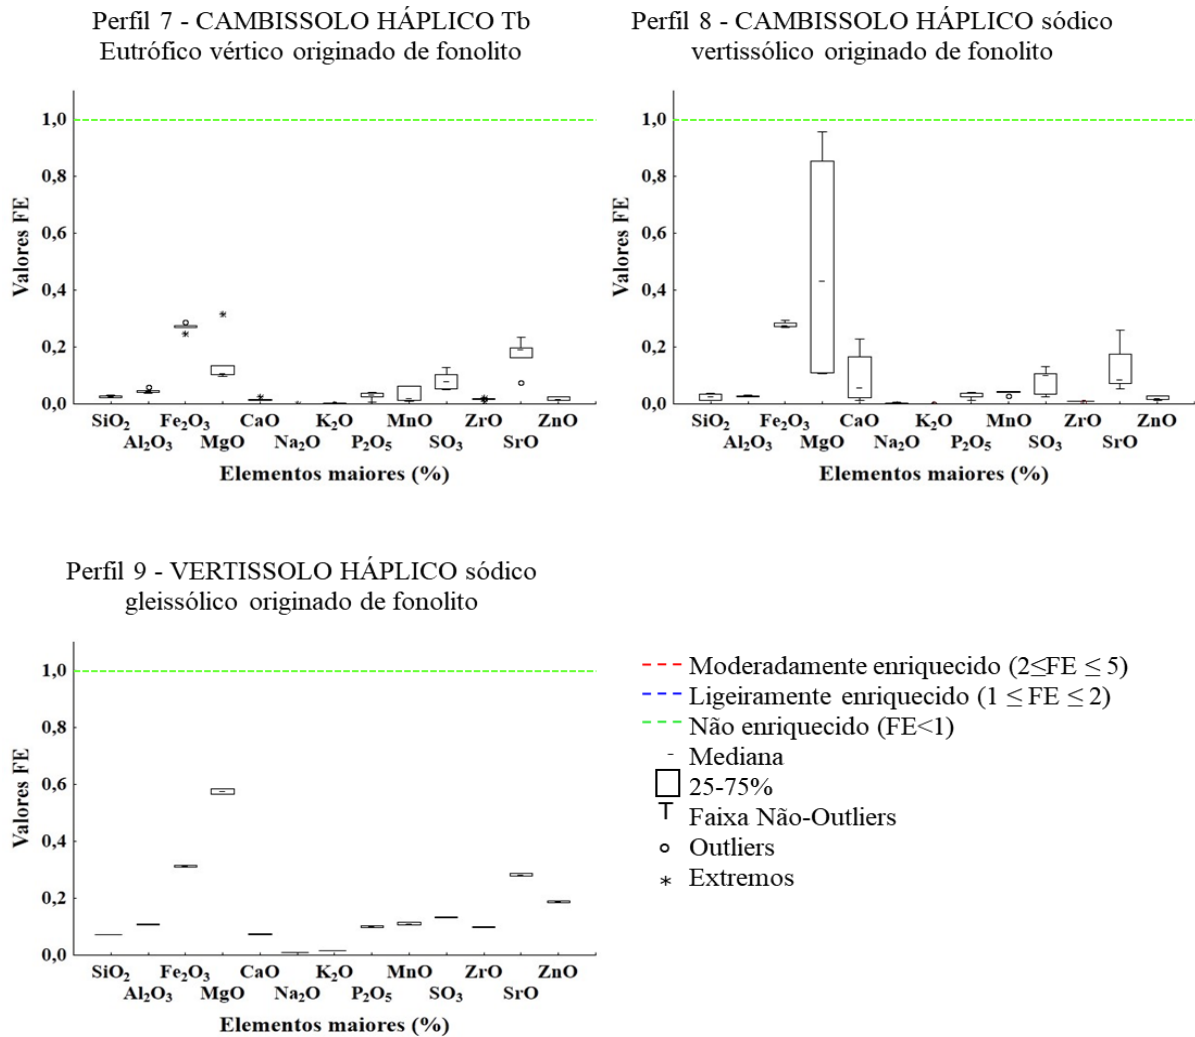 Perfil 7 - CAMBISSOLO HÁPLICO Tb
Eutrófico vértico originado de fonolito
1,0
0,8
0,6
0,4
0,2
0,0
Valores FE
SiO₂ Fe₂O₃ CaO K₂O MnO ZrO ZnO
Al₂O₃ MgO Na₂O P₂O₅ SO₃ SrO
Elementos maiores (%)
Perfil 8 - CAMBISSOLO HÁPLICO sódico
vertissólico originado de fonolito
1,0
0,8
0,6
0,4
0,2
0,0
Valores FE
SiO₂ Fe₂O₃ CaO K₂O MnO ZrO ZnO
Al₂O₃ MgO Na₂O P₂O₅ SO₃ SrO
Elementos maiores (%)
Perfil 9 - VERTISSOLO HÁPLICO sódico
gleissólico originado de fonolito
1,0
0,8
0,6
0,4
0,2
0,0
Valores FE
SiO₂ Fe₂O₃ CaO K₂O MnO ZrO ZnO
Al₂O₃ MgO Na₂O P₂O₅ SO₃ SrO
Elementos maiores (%)
Moderadamente enriquecido (2≤FE ≤ 5)
Ligeiramente enriquecido (1 ≤ FE ≤ 2)
Não enriquecido (FE<1)
Mediana
25-75%
Faixa Não-Outliers
Outliers
Extremos